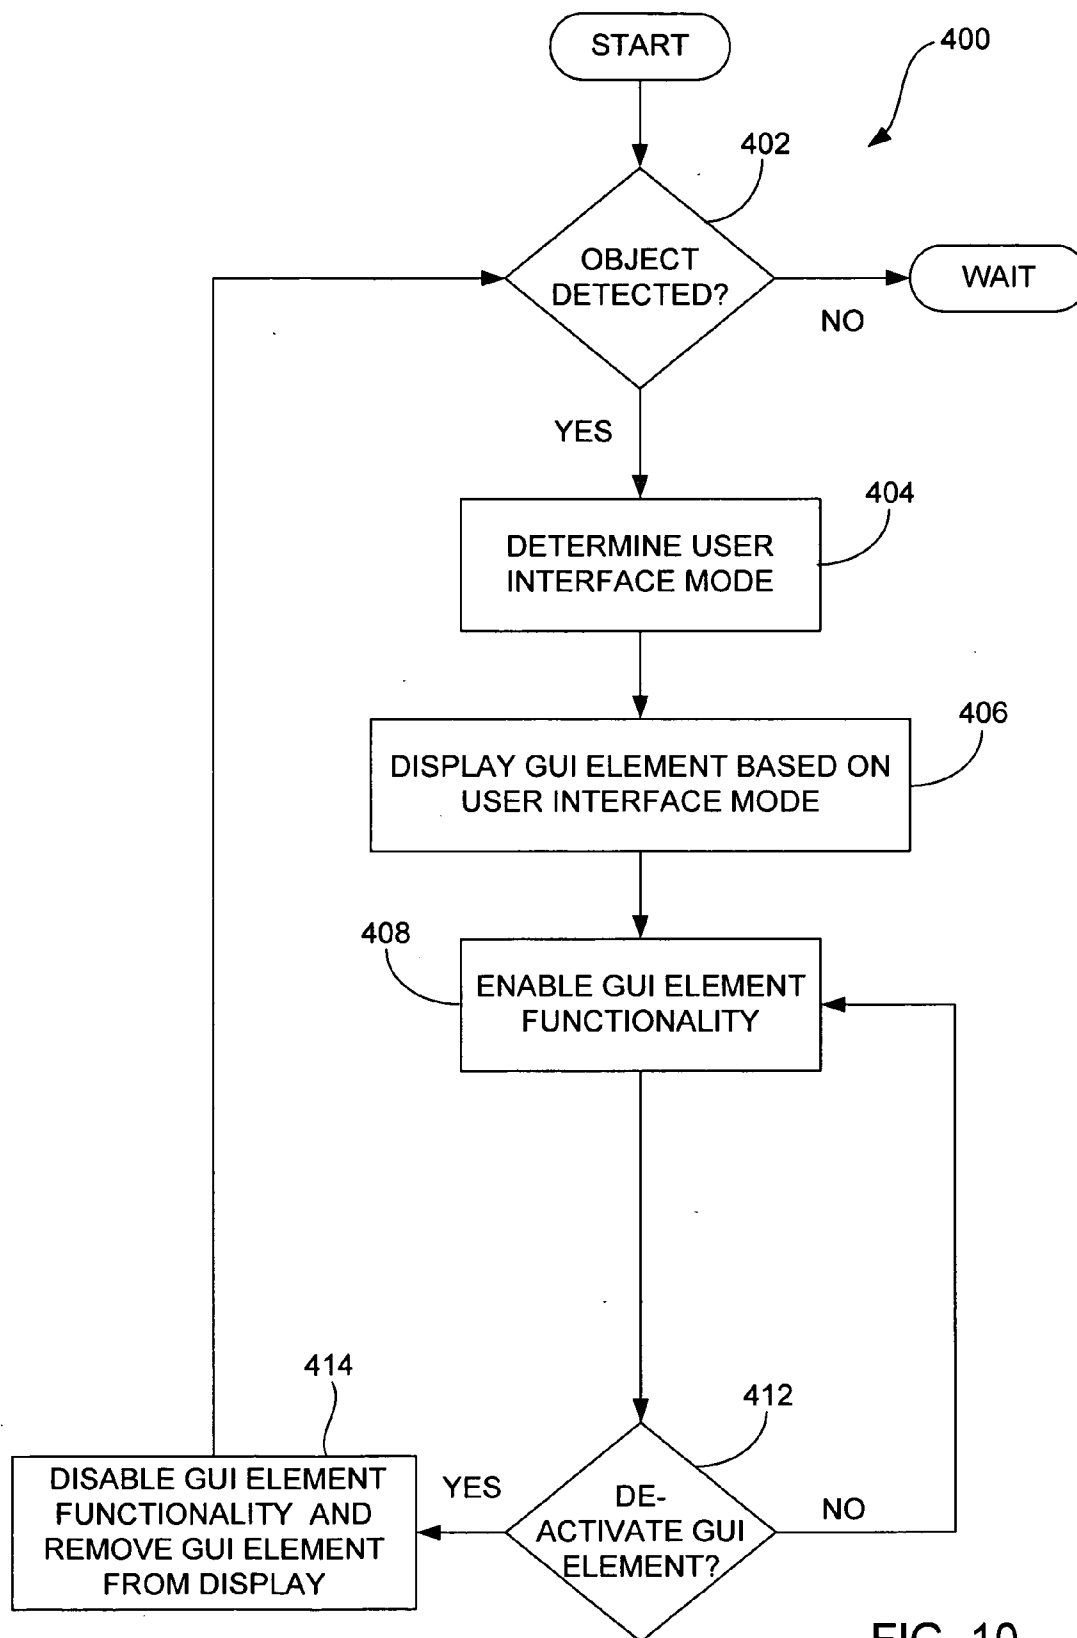 START
400
402
OBJECT
DETECTED?
WAIT
NO
YES
404
DETERMINE USER
INTERFACE MODE
406
DISPLAY GUI ELEMENT BASED ON
USER INTERFACE MODE
408
ENABLE GUI ELEMENT
FUNCTIONALITY
414
412
DISABLE GUI ELEMENT
FUNCTIONALITY AND
REMOVE GUI ELEMENT
FROM DISPLAY
YES
DE-
ACTIVATE GUI
ELEMENT?
NO
FIG. 10